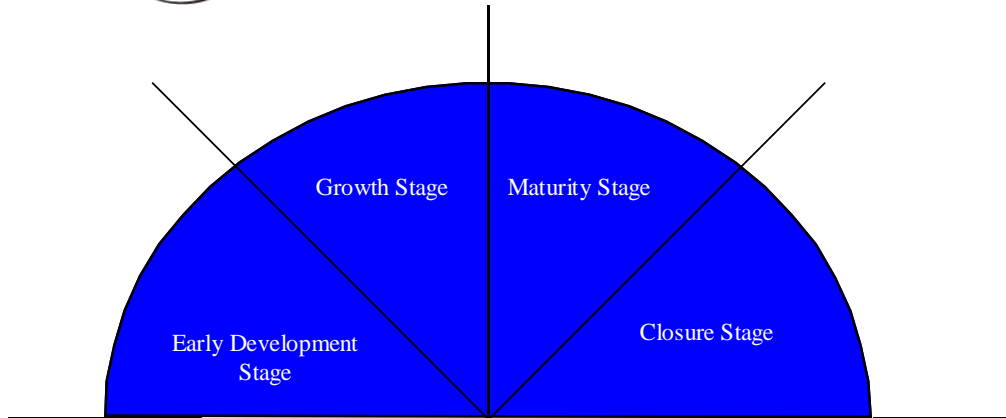 Growth Stage
Maturity Stage
Early Development
Stage
Closure Stage